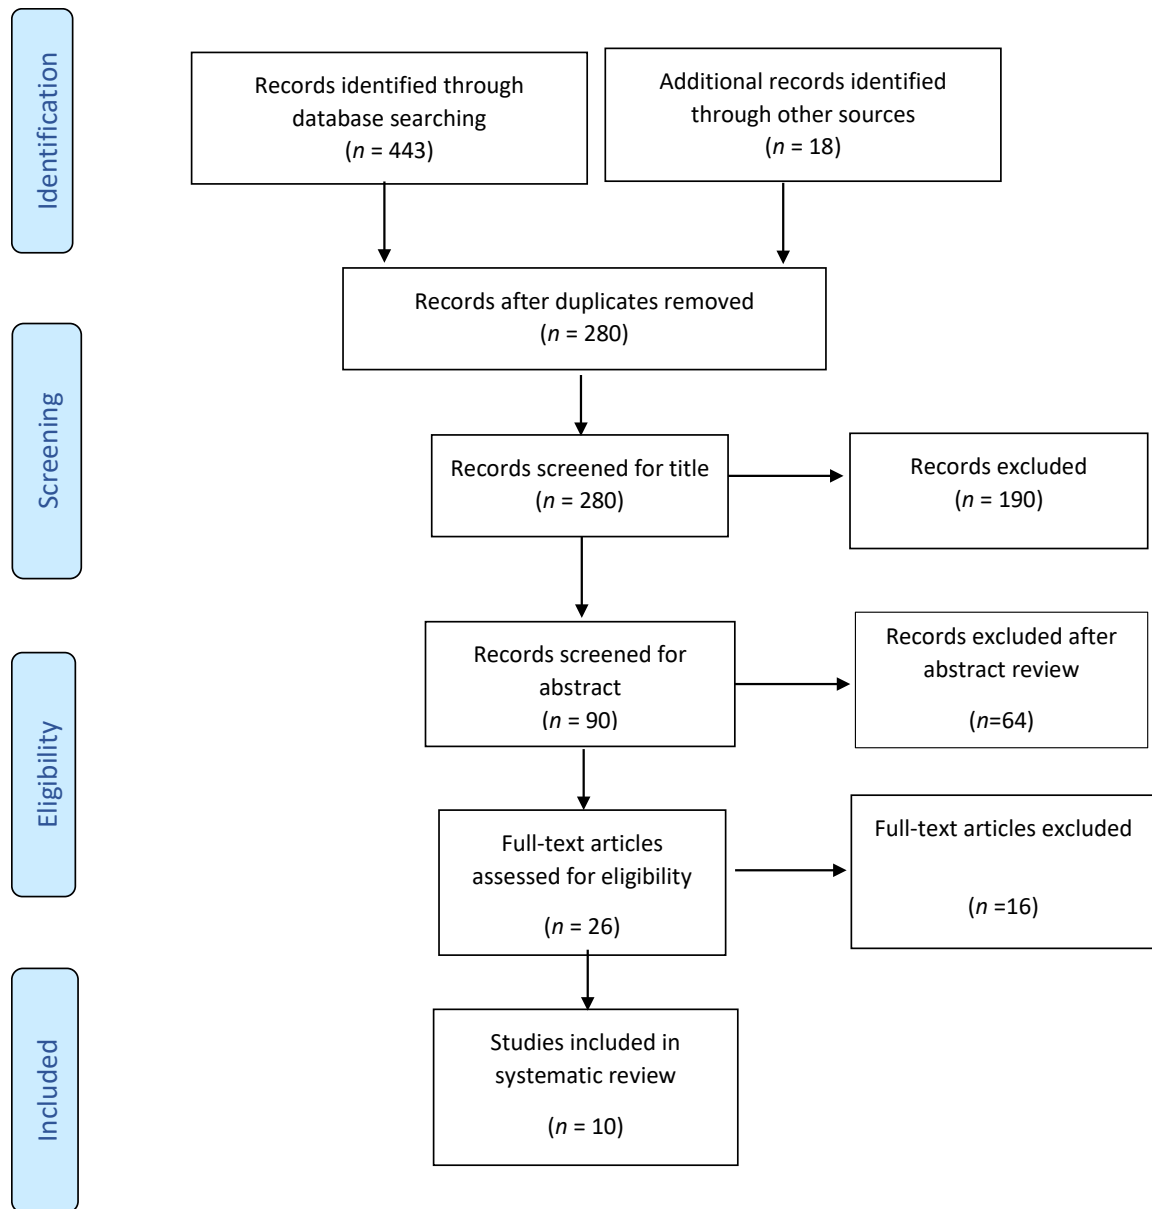 Identification
Records identified through
database searching
(n = 443)
Additional records identified
through other sources
(n = 18)
Records after duplicates removed
(n = 280)
Screening
Records screened for title
(n = 280)
Records excluded
(n = 190)
Eligibility
Records screened for
abstract
(n = 90)
Records excluded after
abstract review
(n=64)
Full-text articles
assessed for eligibility
(n = 26)
Full-text articles excluded
(n =16)
Included
Studies included in
systematic review
(n = 10)